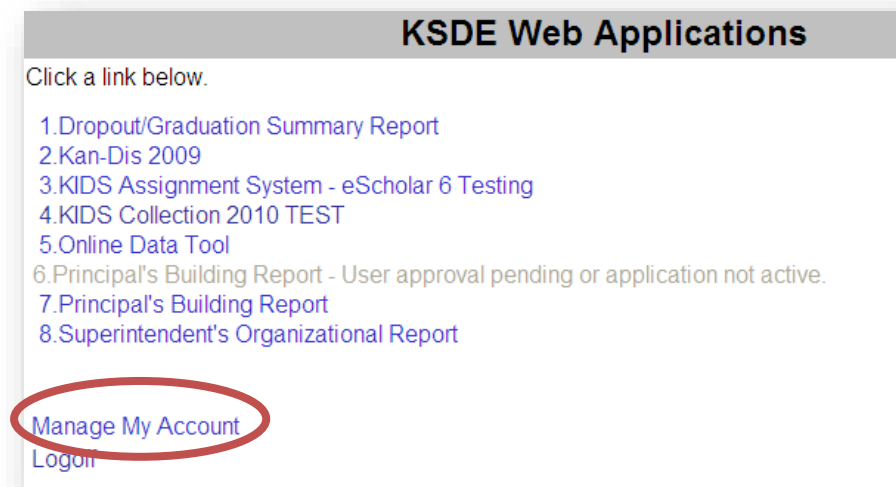 KSDE Web Applications
Click a link below.
1.Dropout/Graduation Summary Report
2.Kan-Dis 2009
3.KIDS Assignment System - eScholar 6 Testing
4.KIDS Collection 2010 TEST
5.Online Data Tool
6.Principal's Building Report - User approval pending or application not active.
7.Principal's Building Report
8.Superintendent's Organizational Report
Manage My Account
Logoff